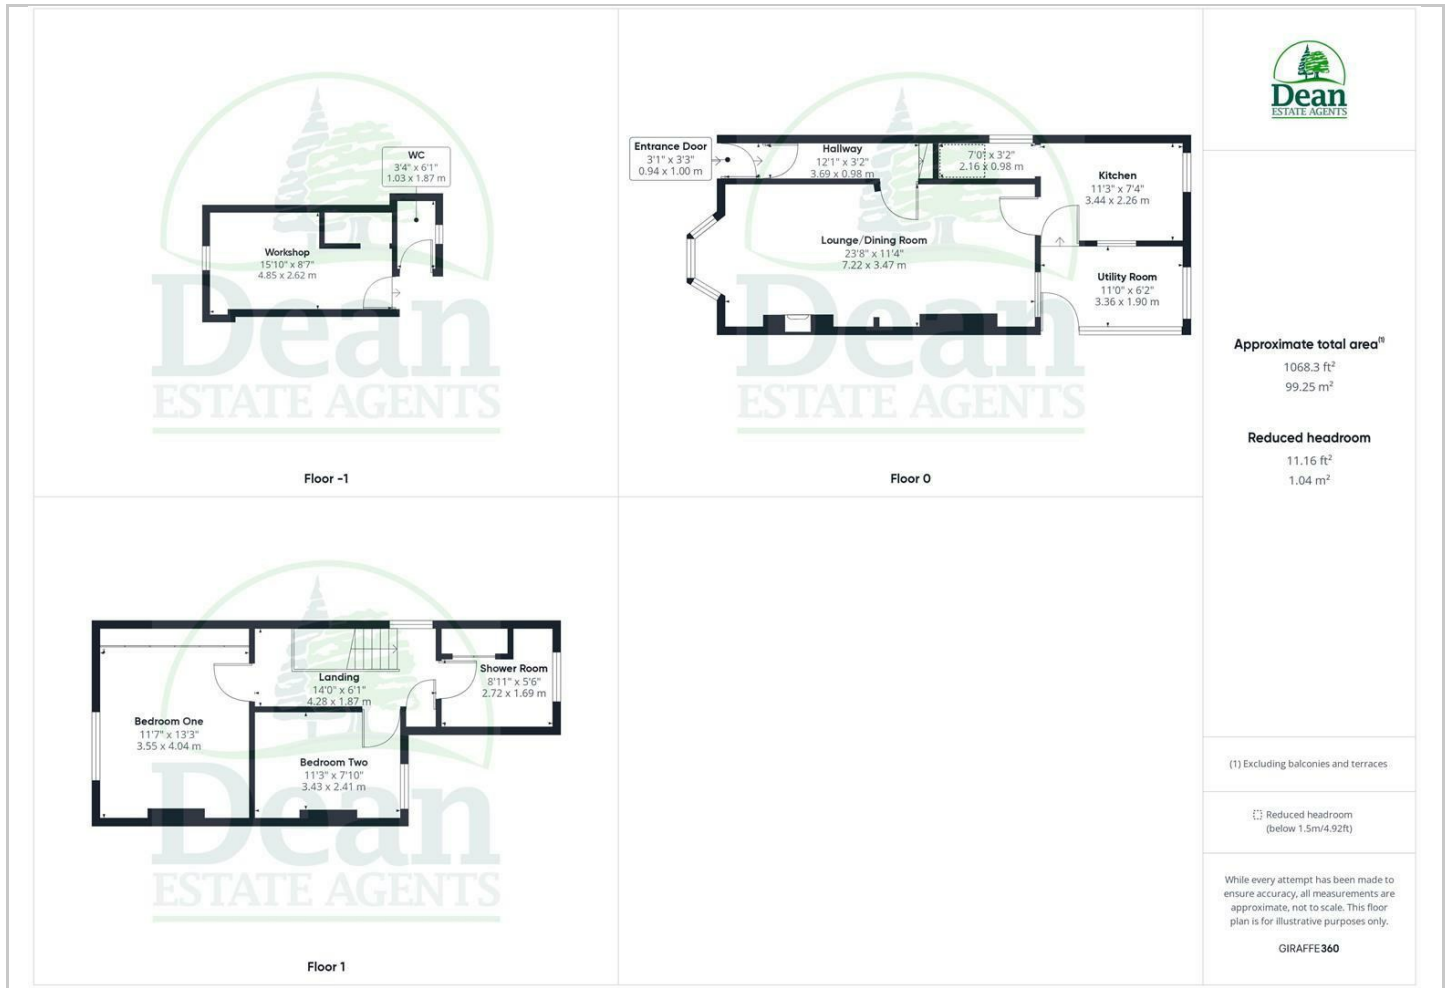 WC
3'4" x 6'1"
1.03 x 1.87 m
Workshop
15'10" x 8'7"
4.85 x 2.62 m
Dean
ESTATE AGENTS
Floor -1
Entrance Door
3'1" x 3'3"
0.94 x 1.00 m
Hallway
12'1" x 3'2"
3.69 x 0.98 m
7'0" x 3'2"
2.16 x 0.98 m
Kitchen
11'3" x 7'4"
3.44 x 2.26 m
Lounge/Dining Room
23'8" x 11'4"
7.22 x 3.47 m
Utility Room
11'0" x 6'2"
3.36 x 1.90 m
Dean
ESTATE AGENTS
Floor 0
Landing
14'0" x 6'1"
4.28 x 1.87 m
Shower Room
8'11" x 5'6"
2.72 x 1.69 m
Bedroom One
11'7" x 13'3"
3.55 x 4.04 m
Bedroom Two
11'3" x 7'10"
3.43 x 2.41 m
Dean
ESTATE AGENTS
Floor 1
Dean
ESTATE AGENTS
Approximate total area(1)
1068.3 ft²
99.25 m²
Reduced headroom
11.16 ft²
1.04 m²
(1) Excluding balconies and terraces
Reduced headroom
(below 1.5m/4.92ft)
While every attempt has been made to
ensure accuracy, all measurements are
approximate, not to scale. This floor
plan is for illustrative purposes only.
GIRAFFE360